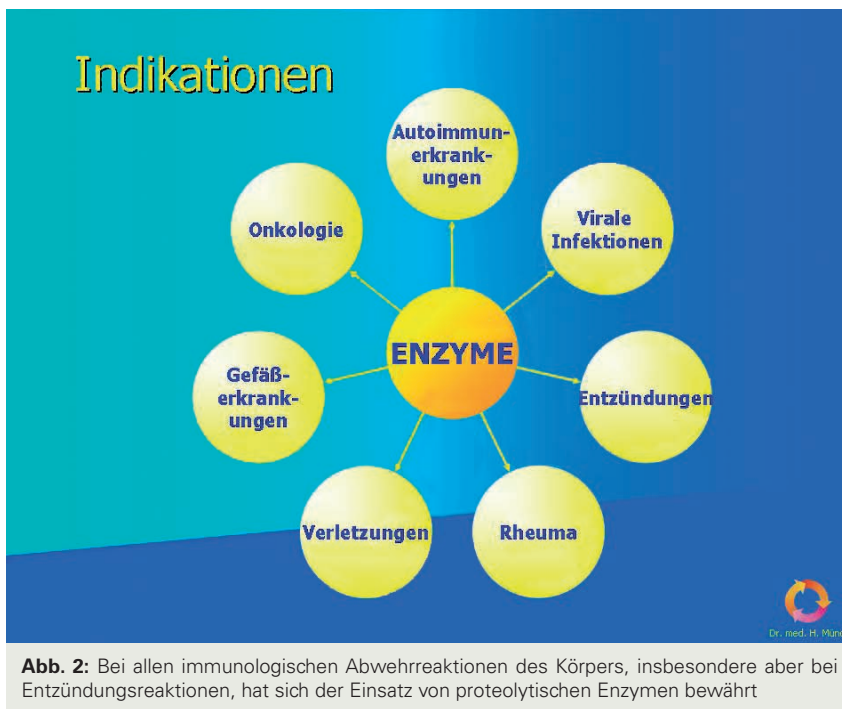 Indikationen
Autoimmun-
erkrank-
ungen
Onkologie
Virale
Infektionen
ENZYME
Gefäß-
erkrank-
ungen
Entzündungen
Verletzungen
Rheuma
Dr. med. H.
Abb. 2: Bei allen immunologischen Abwehrreaktionen des Körpers, insbesondere aber bei
Entzündungsreaktionen, hat sich der Einsatz von proteolytischen Enzymen bewährt